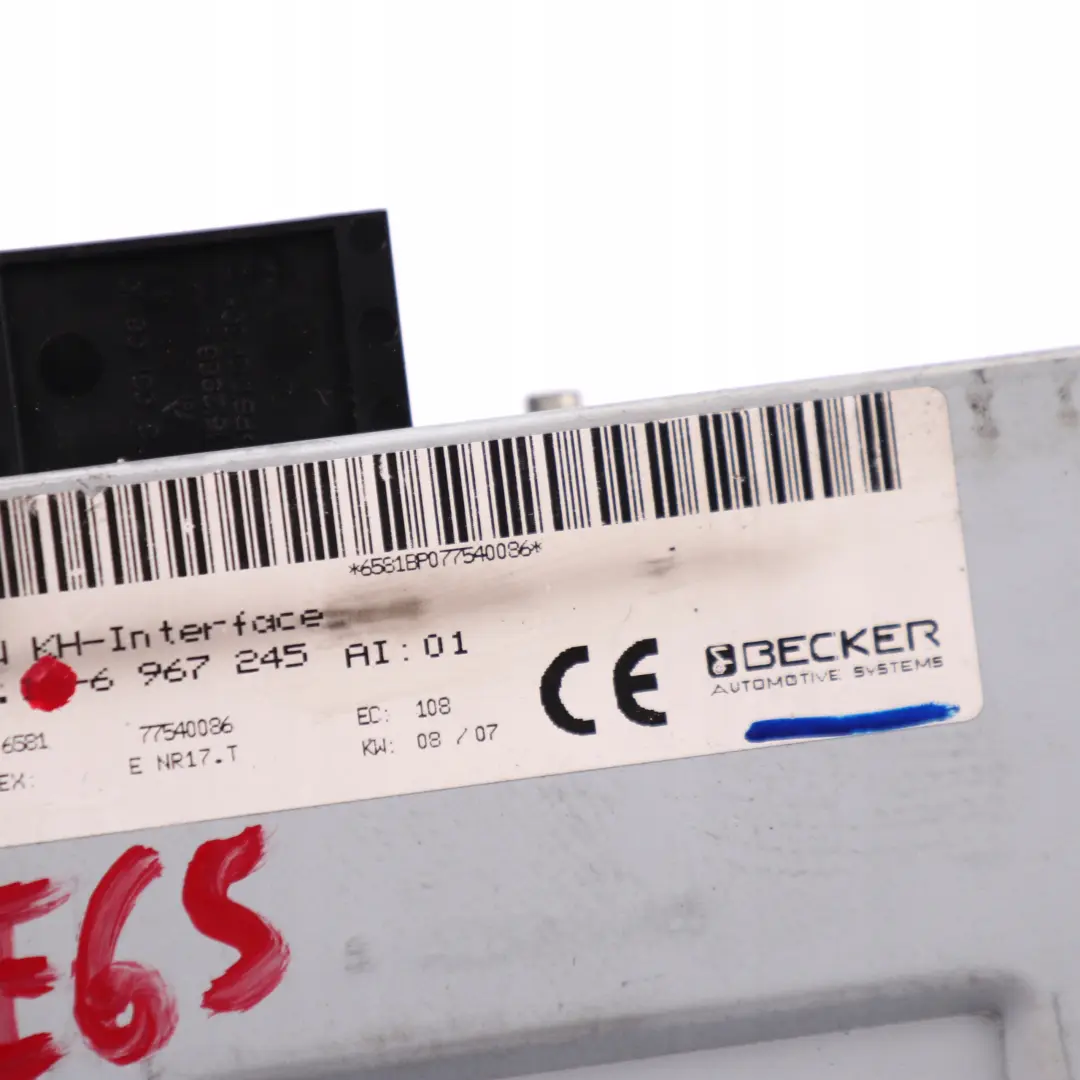 *6581BP077540086*
KH-Interface
-6 967 245 AI:01
CE
BECKER
AUTOMOTIVE SYSTEMS
6581 77540086 EC: 108
EX: E NR17.T KW: 08 /07
E65